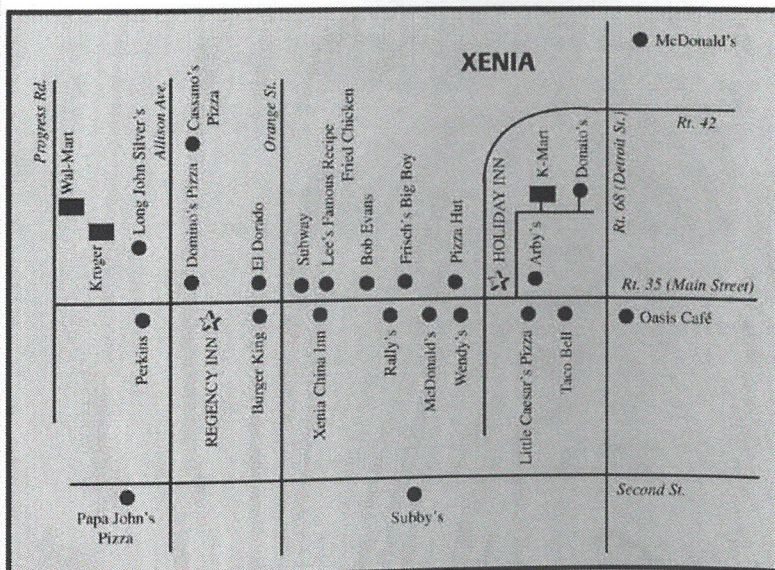 XENIA
McDonald's
Progress Rd.
Wal-Mart
Kroger
Long John Silver's
Allison Ave.
Domino's Pizza
Cassano's
Pizza
El Dorado
Orange St.
Subway
Lee's Famous Recipe
Fried Chicken
Bob Evans
Frisch's Big Boy
Pizza Hut
HOLIDAY INN
Arby's
K-Mart
Donato's
Rt. 42
Rt. 68 (Detroit St.)
Rt. 35 (Main Street)
Perkins
REGENCY INN
Burger King
Xenia China Inn
Rally's
McDonald's
Wendy's
Little Caesar's Pizza
Taco Bell
Oasis Café
Second St.
Papa John's
Pizza
Subby's